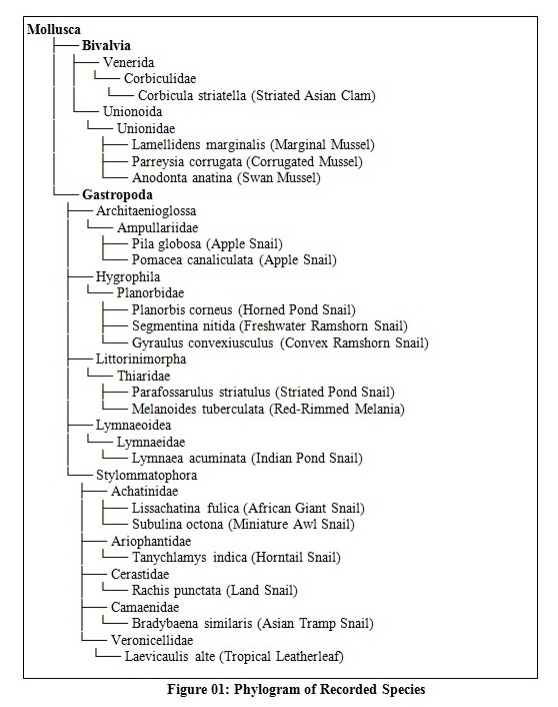 Mollusca
Bivalvia
Venerida
Corbiculidae
Corbicula striatella (Striated Asian Clam)
Unionoida
Unionidae
Lamellidens marginalis (Marginal Mussel)
Parreysia corrugata (Corrugated Mussel)
Anodonta anatina (Swan Mussel)
Gastropoda
Architaenioglossa
Ampullariidae
Pila globosa (Apple Snail)
Pomacea canaliculata (Apple Snail)
Hygrophila
Planorbidae
Planorbis corneus (Horned Pond Snail)
Segmentina nitida (Freshwater Ramshorn Snail)
Gyraulus convexiusculus (Convex Ramshorn Snail)
Littorinimorpha
Thiaridae
Parafossarulus striatulus (Striated Pond Snail)
Melanoides tuberculata (Red-Rimmed Melania)
Lymnaeoidea
Lymnaeidae
Lymnaea acuminata (Indian Pond Snail)
Stylommatophora
Achatinidae
Lissachatina fulica (African Giant Snail)
Subulina octona (Miniature Awl Snail)
Ariophantidae
Tanychlamys indica (Horntail Snail)
Cerastidae
Rachis punctata (Land Snail)
Camaenidae
Bradybaena similaris (Asian Tramp Snail)
Veronicellidae
Laevicaulis alte (Tropical Leatherleaf)
Figure 01: Phylogram of Recorded Species